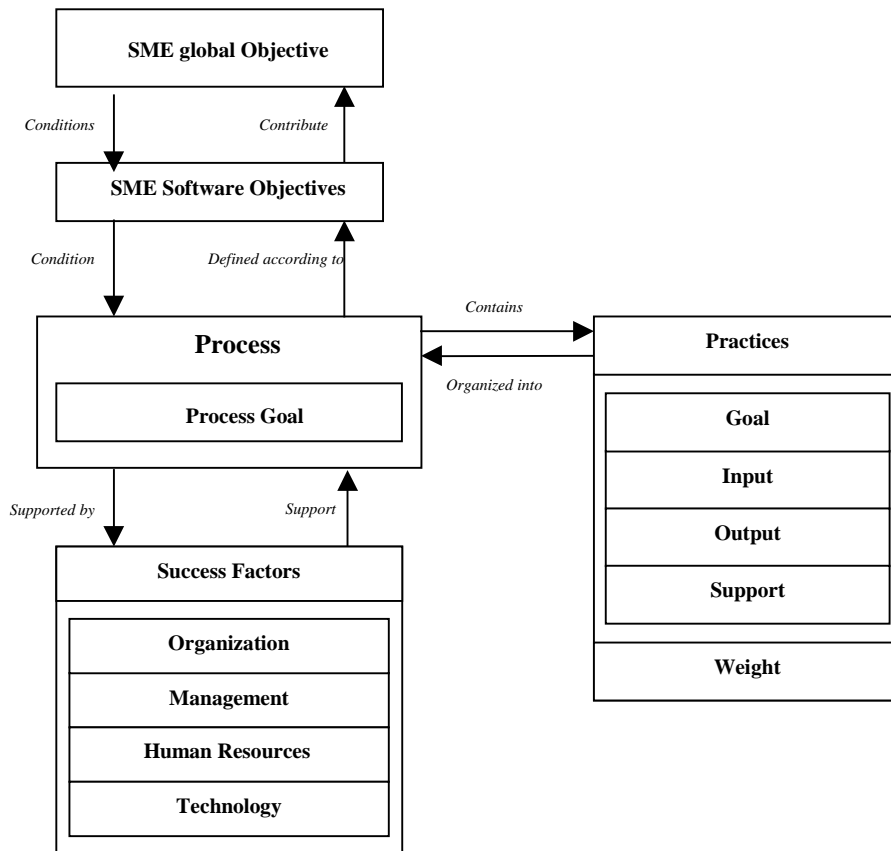 SME global Objective
Conditions
Contribute
SME Software Objectives
Condition
Defined according to
Contains
Process
Practices
Organized into
Process Goal
Goal
Input
Supported by
Support
Output
Success Factors
Support
Organization
Weight
Management
Human Resources
Technology